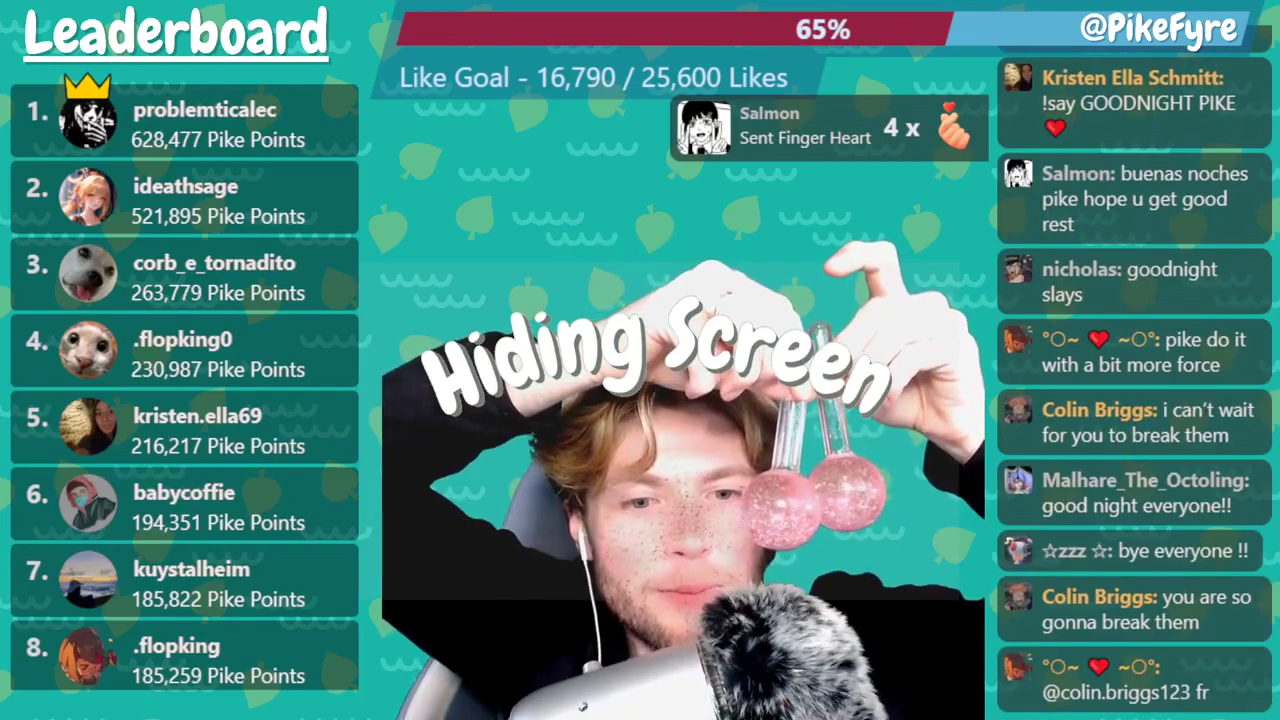 Leaderboard
1.
problemticalec
628,477 Pike Points
2.
ideathsage
521,895 Pike Points
3.
corb_e_tornadito
263,779 Pike Points
4.
.flopking0
230,987 Pike Points
5.
kristen.ella69
216,217 Pike Points
6.
babycoffie
194,351 Pike Points
7.
kuystalheim
185,822 Pike Points
8.
.flopking
185,259 Pike Points
65%
@PikeFyre
Like Goal - 16,790 / 25,600 Likes
Salmon
Sent Finger Heart
4 x
Hiding Screen
Kristen Ella Schmitt:
!say GOODNIGHT PIKE
❤
Salmon: buenas noches
pike hope u get good
rest
nicholas: goodnight
slays
°○~ ❤ ~○°: pike do it
with a bit more force
Colin Briggs: i can't wait
for you to break them
Malhare_The_Octoling:
good night everyone!!
☆zzz ☆: bye everyone !!
Colin Briggs: you are so
gonna break them
°○~ ❤ ~○°:
@colin.briggs123 fr